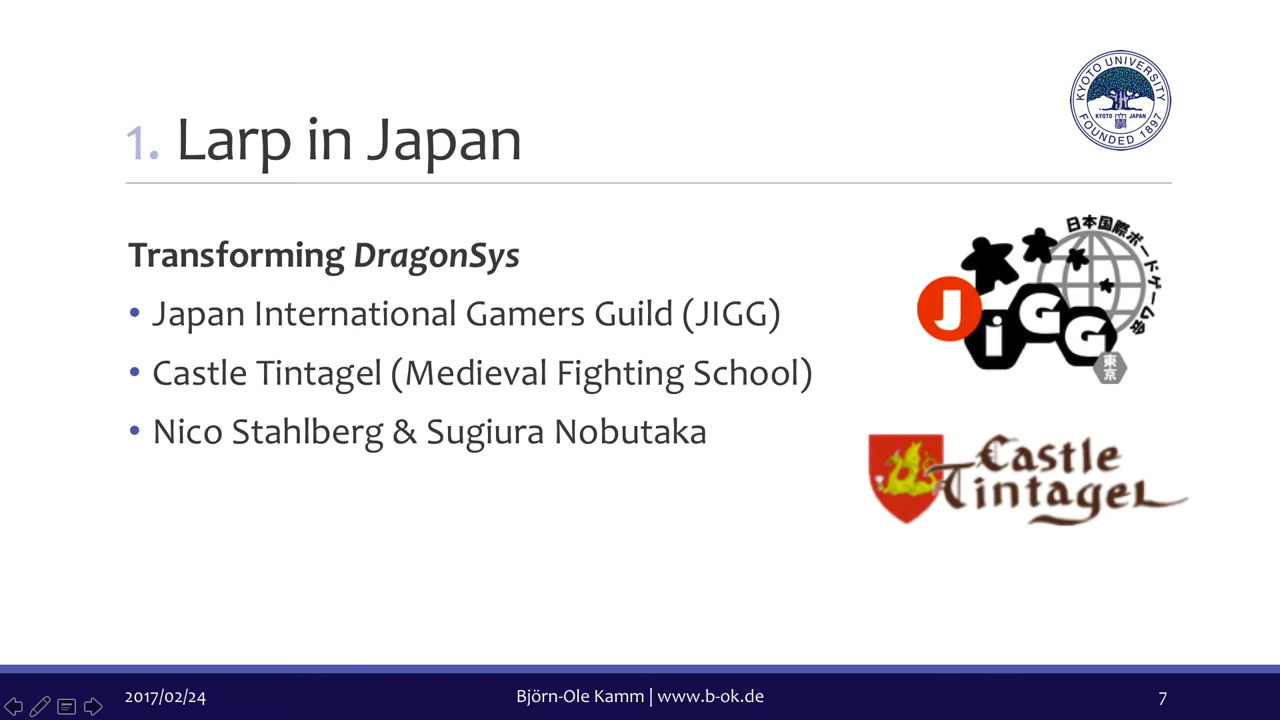 KYOTO UNIVERSITY
KYOTO JAPAN
FOUNDED 1897
1. Larp in Japan
Transforming DragonSys
• Japan International Gamers Guild (JIGG)
• Castle Tintagel (Medieval Fighting School)
• Nico Stahlberg & Sugiura Nobutaka
日本国際ボードゲーム会
JiGG
東京
Castle
Tintagel
2017/02/24
Björn-Ole Kamm | www.b-ok.de
7